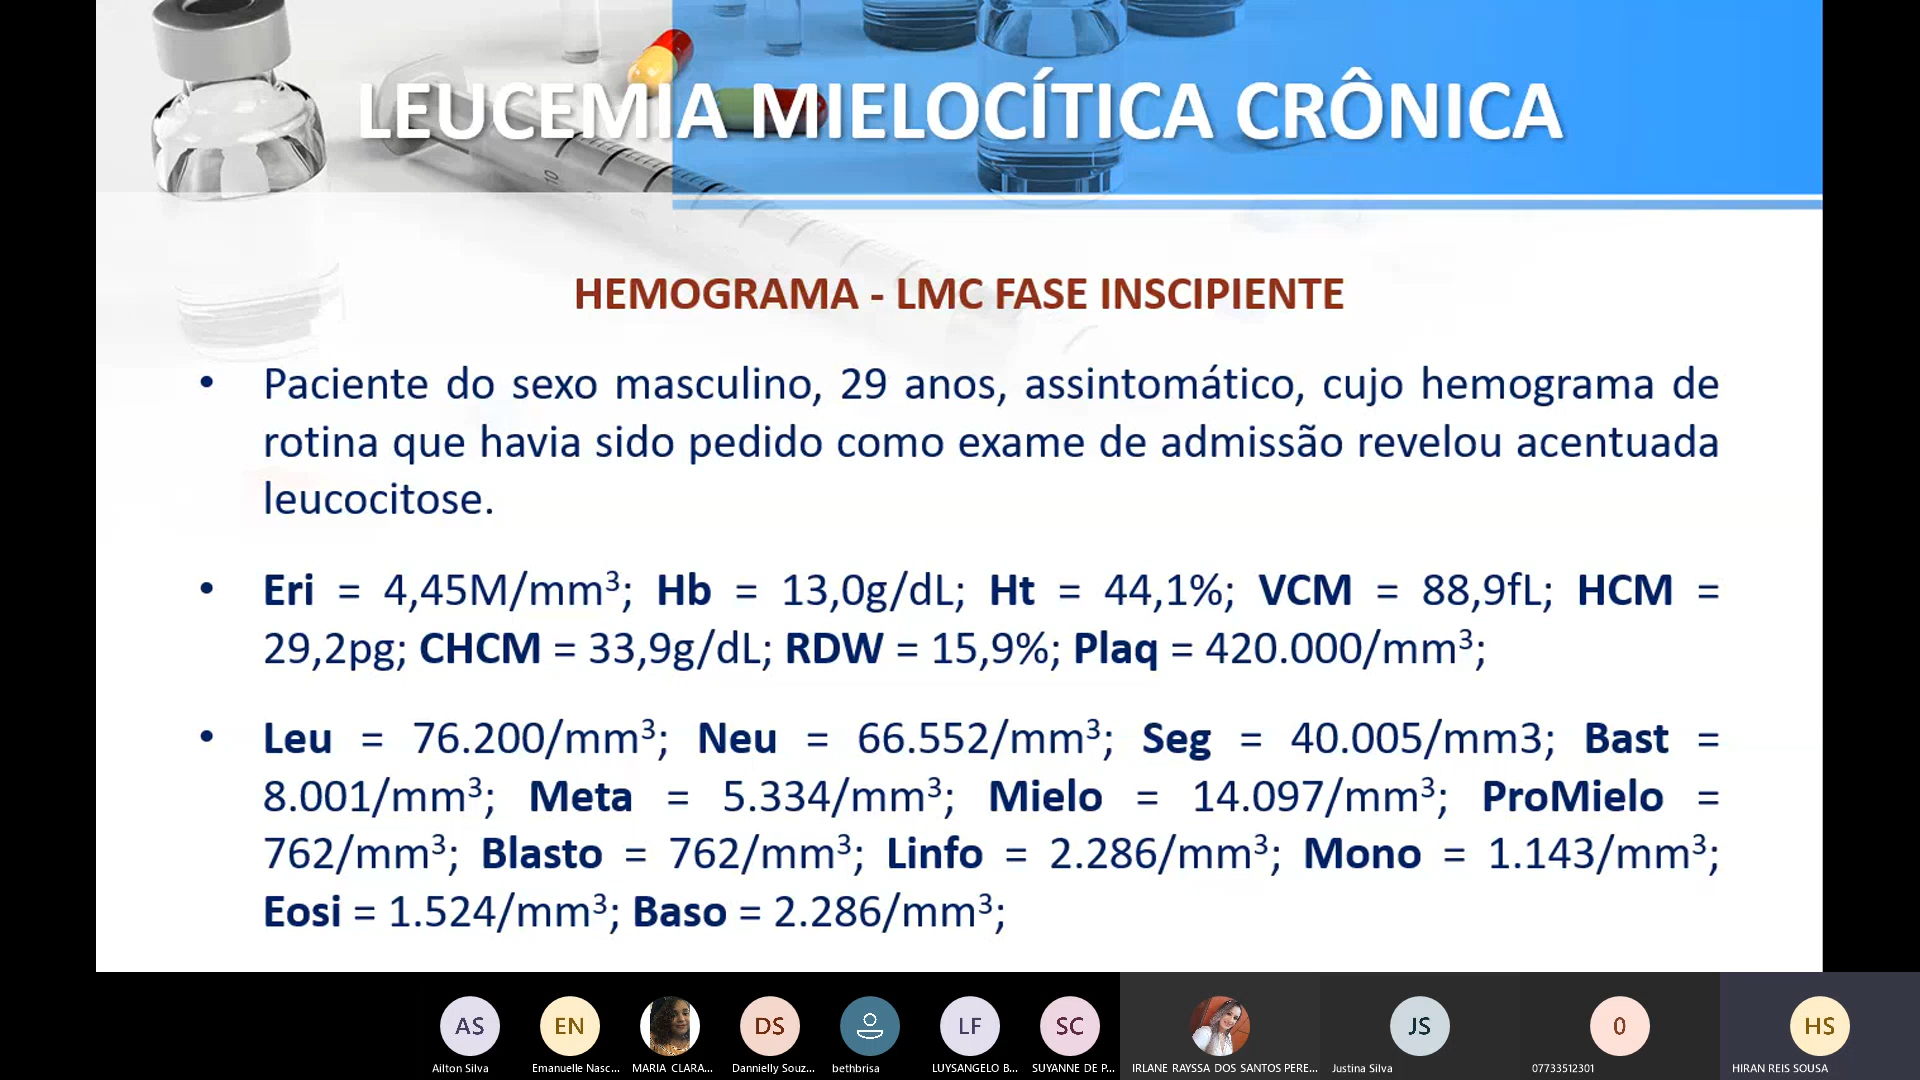 LEUCEMIA MIELOCÍTICA CRÔNICA
HEMOGRAMA - LMC FASE INSCIPIENTE
• Paciente do sexo masculino, 29 anos, assintomático, cujo hemograma de
rotina que havia sido pedido como exame de admissão revelou acentuada
leucocitose.
• Eri = 4,45M/mm³; Hb = 13,0g/dL; Ht = 44,1%; VCM = 88,9fL; HCM =
29,2pg; CHCM = 33,9g/dL; RDW = 15,9%; Plaq = 420.000/mm³;
• Leu = 76.200/mm³; Neu = 66.552/mm³; Seg = 40.005/mm3; Bast =
8.001/mm³; Meta = 5.334/mm³; Mielo = 14.097/mm³; ProMielo =
762/mm³; Blasto = 762/mm³; Linfo = 2.286/mm³; Mono = 1.143/mm³;
Eosi = 1.524/mm³; Baso = 2.286/mm³;
AS EN DS LF SC JS 0 HS
Ailton Silva Emanuelle Nasc... MARIA CLARA... Dannielly Souz... bethbrisa LUYSANGELO B... SUYANNE DE P... IRLANE RAYSSA DOS SANTOS PERE... Justina Silva 07733512301 HIRAN REIS SOUSA
10